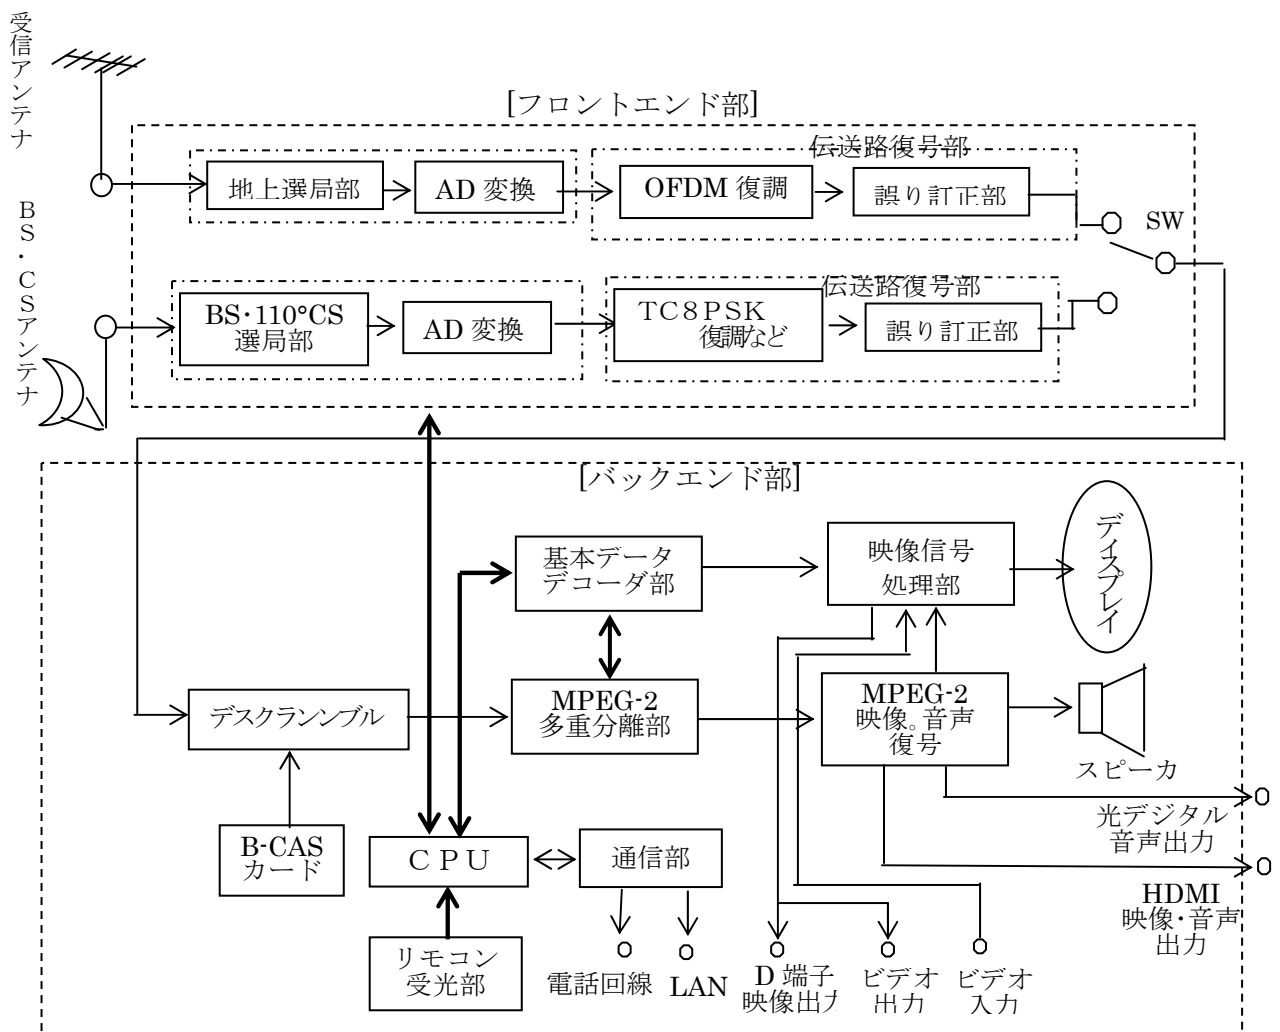 受信アンテナ
[フロントエンド部]
伝送路復号部
地上選局部
AD 変換
OFDM 復調
誤り訂正部
SW
BS・CSアンテナ
伝送路復号部
BS･110°CS
選局部
AD 変換
TC8PSK
復調など
誤り訂正部
[バックエンド部]
基本データ
デコーダ部
映像信号
処理部
ディスプレイ
デスクランンブル
MPEG-2
多重分離部
MPEG-2
映像。音声
復号
スピーカ
光デジタル
音声出力
B-CAS
カード
CPU
通信部
HDMI
映像・音声
出力
リモコン
受光部
電話回線
LAN
D 端子
映像出力
ビデオ
出力
ビデオ
入力